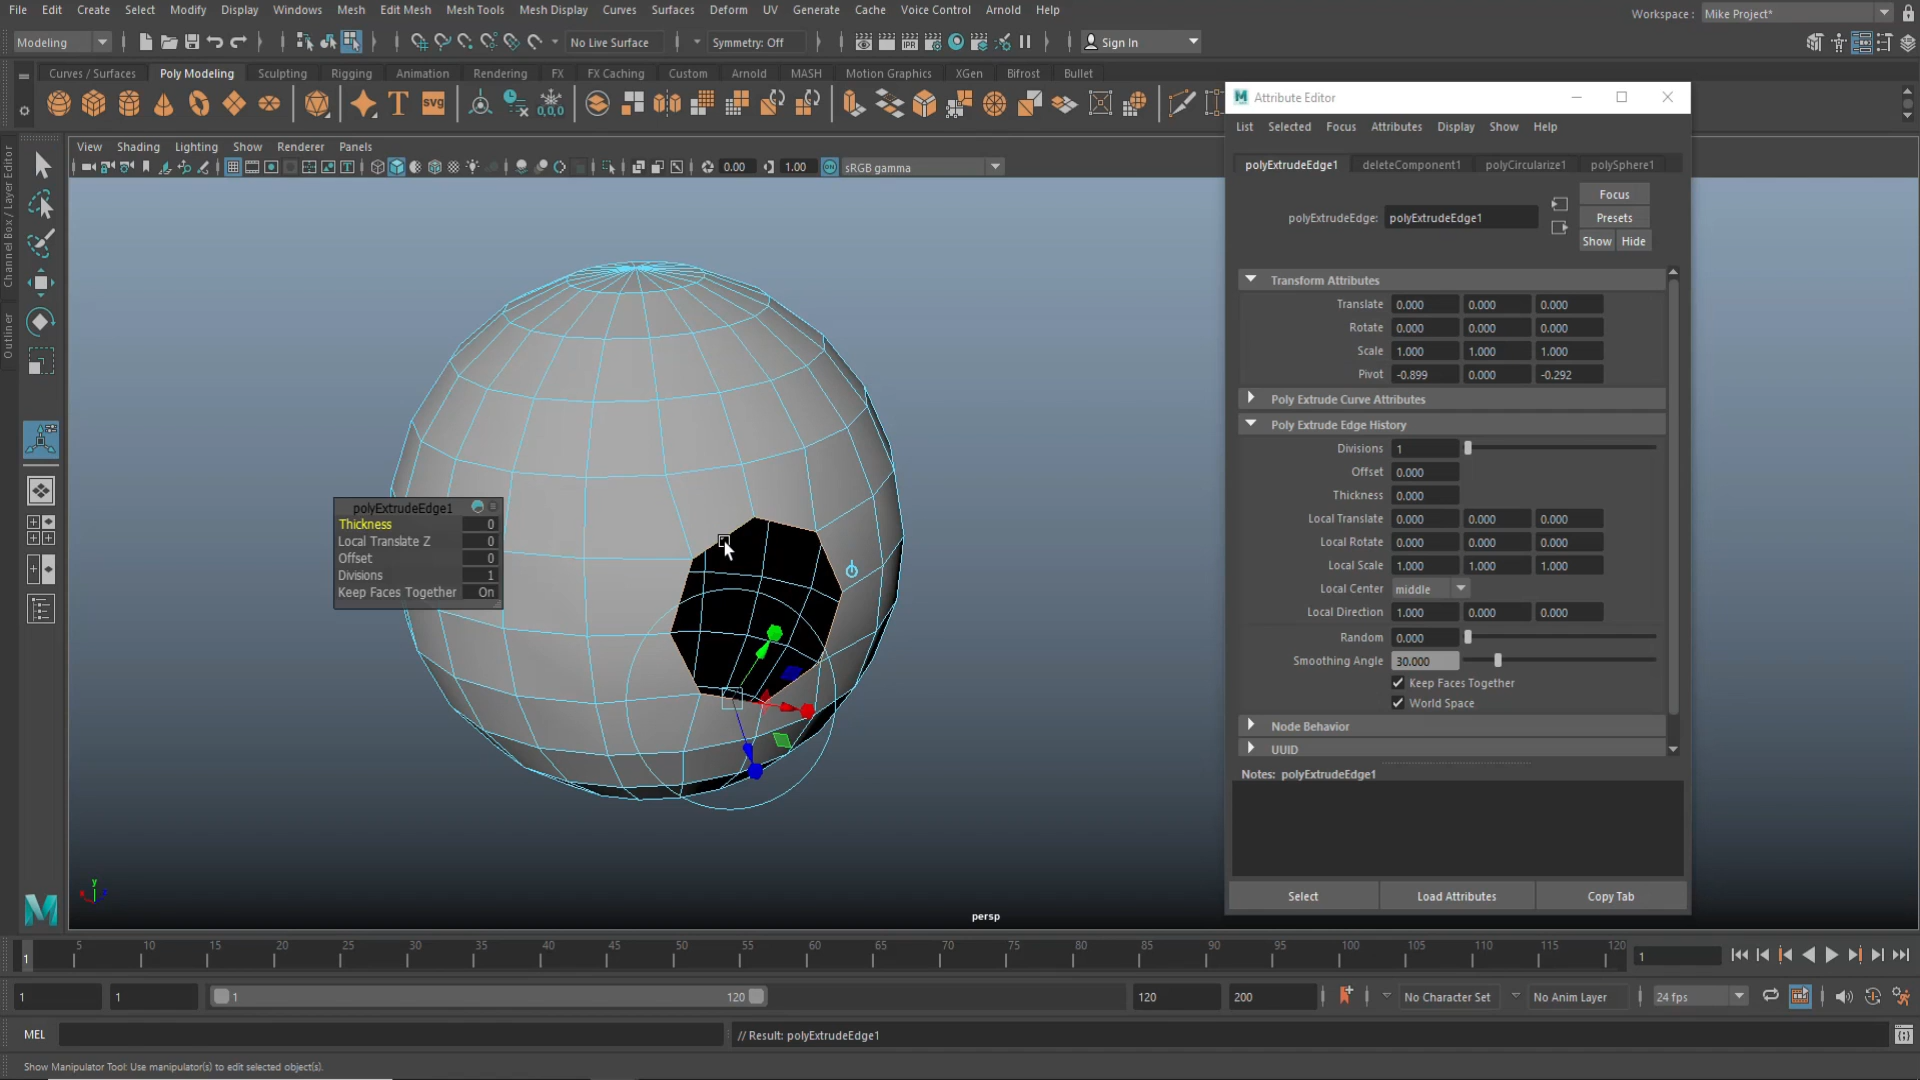 File Edit Create Select Modify Display Windows Mesh Edit Mesh Mesh Tools Mesh Display Curves Surfaces Deform UV Generate Cache Voice Control Arnold Help
Workspace : Mike Project*
Modeling No Live Surface Symmetry: Off Sign In
Curves / Surfaces Poly Modeling Sculpting Rigging Animation Rendering FX FX Caching Custom Arnold MASH Motion Graphics XGen Bifrost Bullet
T SVG 0,0,0 IPR
View Shading Lighting Show Renderer Panels
0.00 1.00 ON sRGB gamma
Channel Box / Layer Editor
Outliner
polyExtrudeEdge1
Thickness 0
Local Translate Z 0
Offset 0
Divisions 1
Keep Faces Together On
persp
y
Attribute Editor
List Selected Focus Attributes Display Show Help
polyExtrudeEdge1 deleteComponent1 polyCircularize1 polySphere1
polyExtrudeEdge: polyExtrudeEdge1
Focus
Presets
Show Hide
Transform Attributes
Translate 0.000 0.000 0.000
Rotate 0.000 0.000 0.000
Scale 1.000 1.000 1.000
Pivot -0.899 0.000 -0.292
Poly Extrude Curve Attributes
Poly Extrude Edge History
Divisions 1
Offset 0.000
Thickness 0.000
Local Translate 0.000 0.000 0.000
Local Rotate 0.000 0.000 0.000
Local Scale 1.000 1.000 1.000
Local Center middle
Local Direction 1.000 0.000 0.000
Random 0.000
Smoothing Angle 30.000
Keep Faces Together
World Space
Node Behavior
UUID
Notes: polyExtrudeEdge1
Select Load Attributes Copy Tab
1 5 10 15 20 25 30 35 40 45 50 55 60 65 70 75 80 85 90 95 100 105 110 115 120 1
1 1 1 120 120 200 No Character Set No Anim Layer 24 fps
MEL // Result: polyExtrudeEdge1
Show Manipulator Tool: Use manipulator(s) to edit selected object(s).